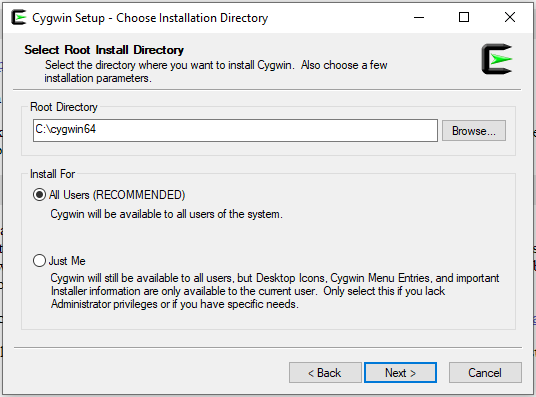 Cygwin Setup - Choose Installation Directory
Select Root Install Directory
Select the directory where you want to install Cygwin. Also choose a few
installation parameters.
Root Directory
C:\cygwin64
Browse...
Install For
All Users (RECOMMENDED)
Cygwin will be available to all users of the system.
Just Me
Cygwin will still be available to all users, but Desktop Icons, Cygwin Menu Entries, and important
Installer information are only available to the current user. Only select this if you lack
Administrator privileges or if you have specific needs.
< Back
Next >
Cancel